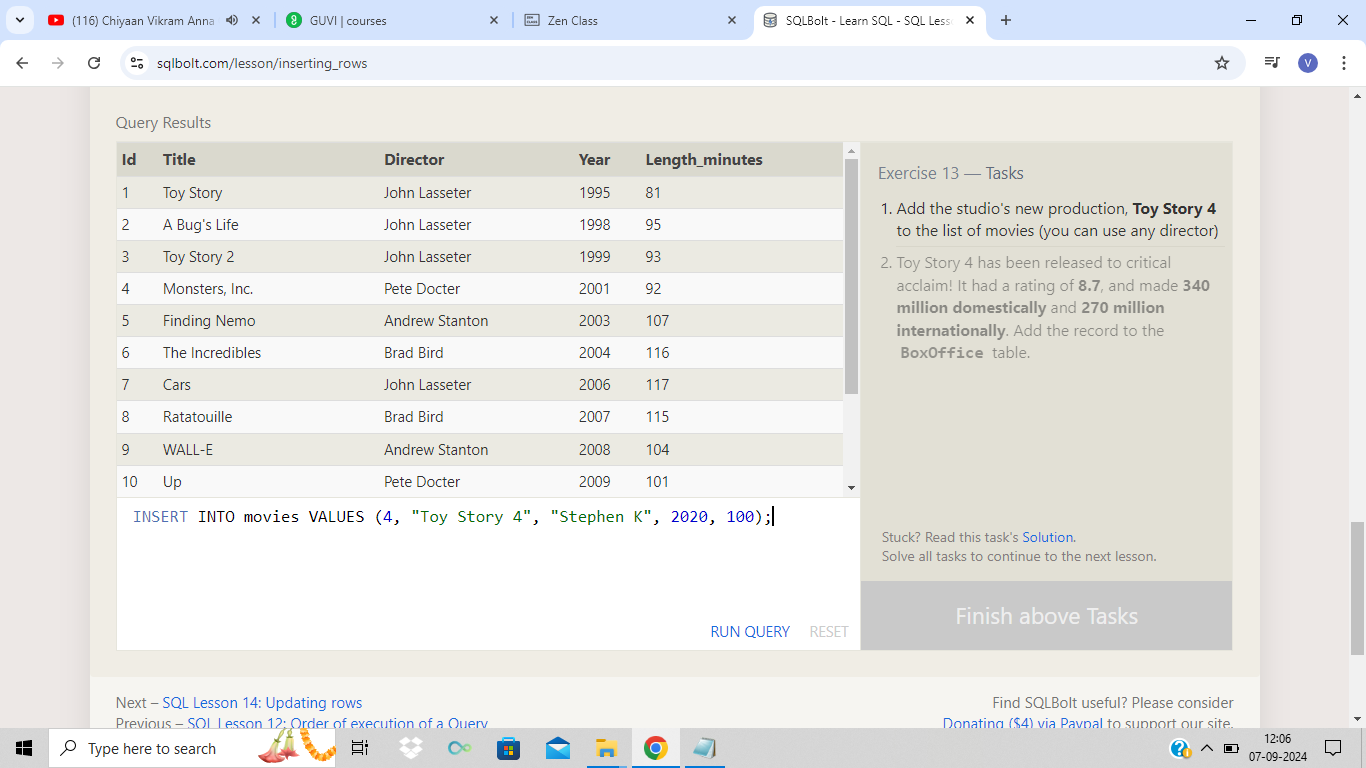 (116) Chiyaan Vikram Anna
GUVI | courses
Zen Class
SQLBolt - Learn SQL - SQL Less
sqlbolt.com/lesson/inserting_rows
V
Query Results
Id Title Director Year Length_minutes
1 Toy Story John Lasseter 1995 81
2 A Bug's Life John Lasseter 1998 95
3 Toy Story 2 John Lasseter 1999 93
4 Monsters, Inc. Pete Docter 2001 92
5 Finding Nemo Andrew Stanton 2003 107
6 The Incredibles Brad Bird 2004 116
7 Cars John Lasseter 2006 117
8 Ratatouille Brad Bird 2007 115
9 WALL-E Andrew Stanton 2008 104
10 Up Pete Docter 2009 101
INSERT INTO movies VALUES (4, "Toy Story 4", "Stephen K", 2020, 100);
RUN QUERY RESET
Exercise 13 — Tasks
1. Add the studio's new production, Toy Story 4
to the list of movies (you can use any director)
2. Toy Story 4 has been released to critical
acclaim! It had a rating of 8.7, and made 340
million domestically and 270 million
internationally. Add the record to the
BoxOffice table.
Stuck? Read this task's Solution.
Solve all tasks to continue to the next lesson.
Finish above Tasks
Next – SQL Lesson 14: Updating rows
Previous – SQL Lesson 12: Order of execution of a Query
Find SQLBolt useful? Please consider
Donating ($4) via Paypal to support our site.
Type here to search
12:06
07-09-2024